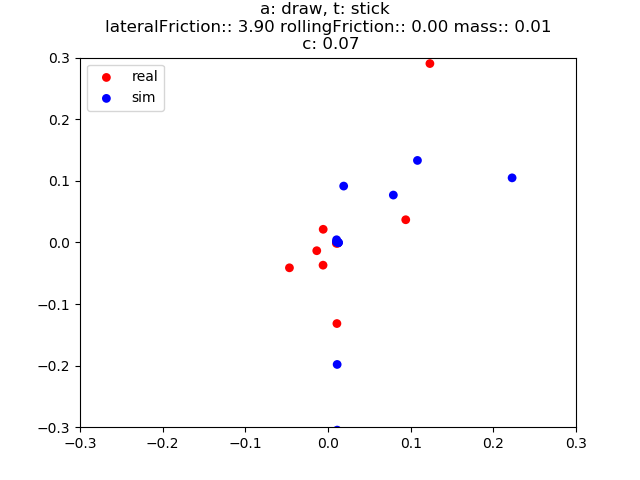 a: draw, t: stick
lateralFriction:: 3.90 rollingFriction:: 0.00 mass:: 0.01
c: 0.07
real
sim
0.3
0.2
0.1
0.0
−0.1
−0.2
−0.3
−0.3 −0.2 −0.1 0.0 0.1 0.2 0.3